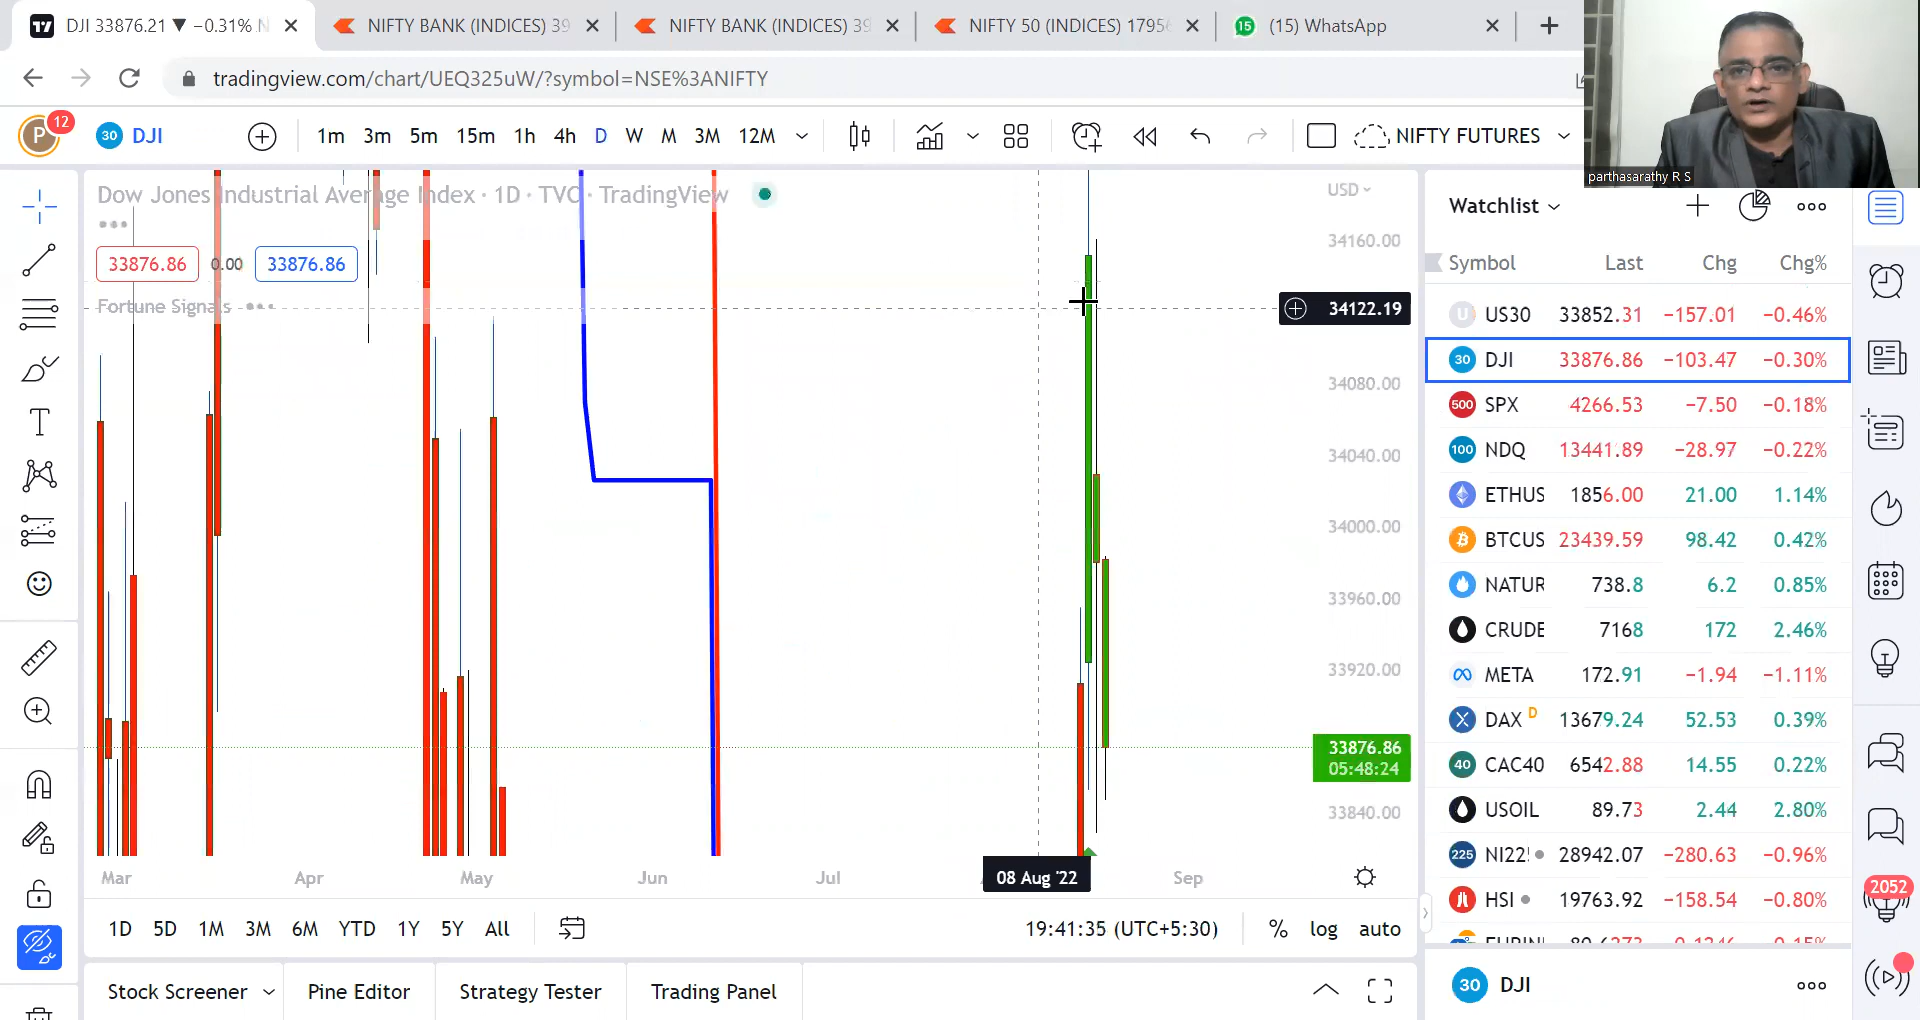 DJI 33876.21 ▼ −0.31% N
NIFTY BANK (INDICES) 39
NIFTY BANK (INDICES) 39
NIFTY 50 (INDICES) 1795
15 (15) WhatsApp
tradingview.com/chart/UEQ325uW/?symbol=NSE%3ANIFTY
parthasarathy R S
P 12 30 DJI 1m 3m 5m 15m 1h 4h D W M 3M 12M NIFTY FUTURES
Dow Jones Industrial Average Index · 1D · TVC · TradingView
USD
33876.86 0.00 33876.86
Fortune Signals
34160.00
34122.19
34080.00
34040.00
34000.00
33960.00
33920.00
33876.86
05:48:24
33840.00
Mar Apr May Jun Jul 08 Aug '22 Sep
1D 5D 1M 3M 6M YTD 1Y 5Y All 19:41:35 (UTC+5:30) % log auto
Stock Screener Pine Editor Strategy Tester Trading Panel
Watchlist
Symbol Last Chg Chg%
U US30 33852.31 −157.01 −0.46%
30 DJI 33876.86 −103.47 −0.30%
500 SPX 4266.53 −7.50 −0.18%
100 NDQ 13441.89 −28.97 −0.22%
ETHUS 1856.00 21.00 1.14%
BTCUS 23439.59 98.42 0.42%
NATUR 738.8 6.2 0.85%
CRUDE 7168 172 2.46%
META 172.91 −1.94 −1.11%
DAX D 13679.24 52.53 0.39%
40 CAC40 6542.88 14.55 0.22%
USOIL 89.73 2.44 2.80%
225 NI22! 28942.07 −280.63 −0.96%
HSI 19763.92 −158.54 −0.80%
2052
30 DJI